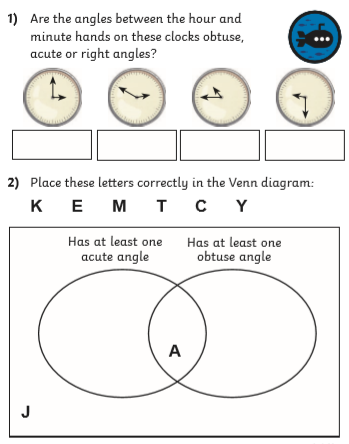 1) Are the angles between the hour and
minute hands on these clocks obtuse,
acute or right angles?
2) Place these letters correctly in the Venn diagram:
K E M T C Y
Has at least one
acute angle
Has at least one
obtuse angle
A
J